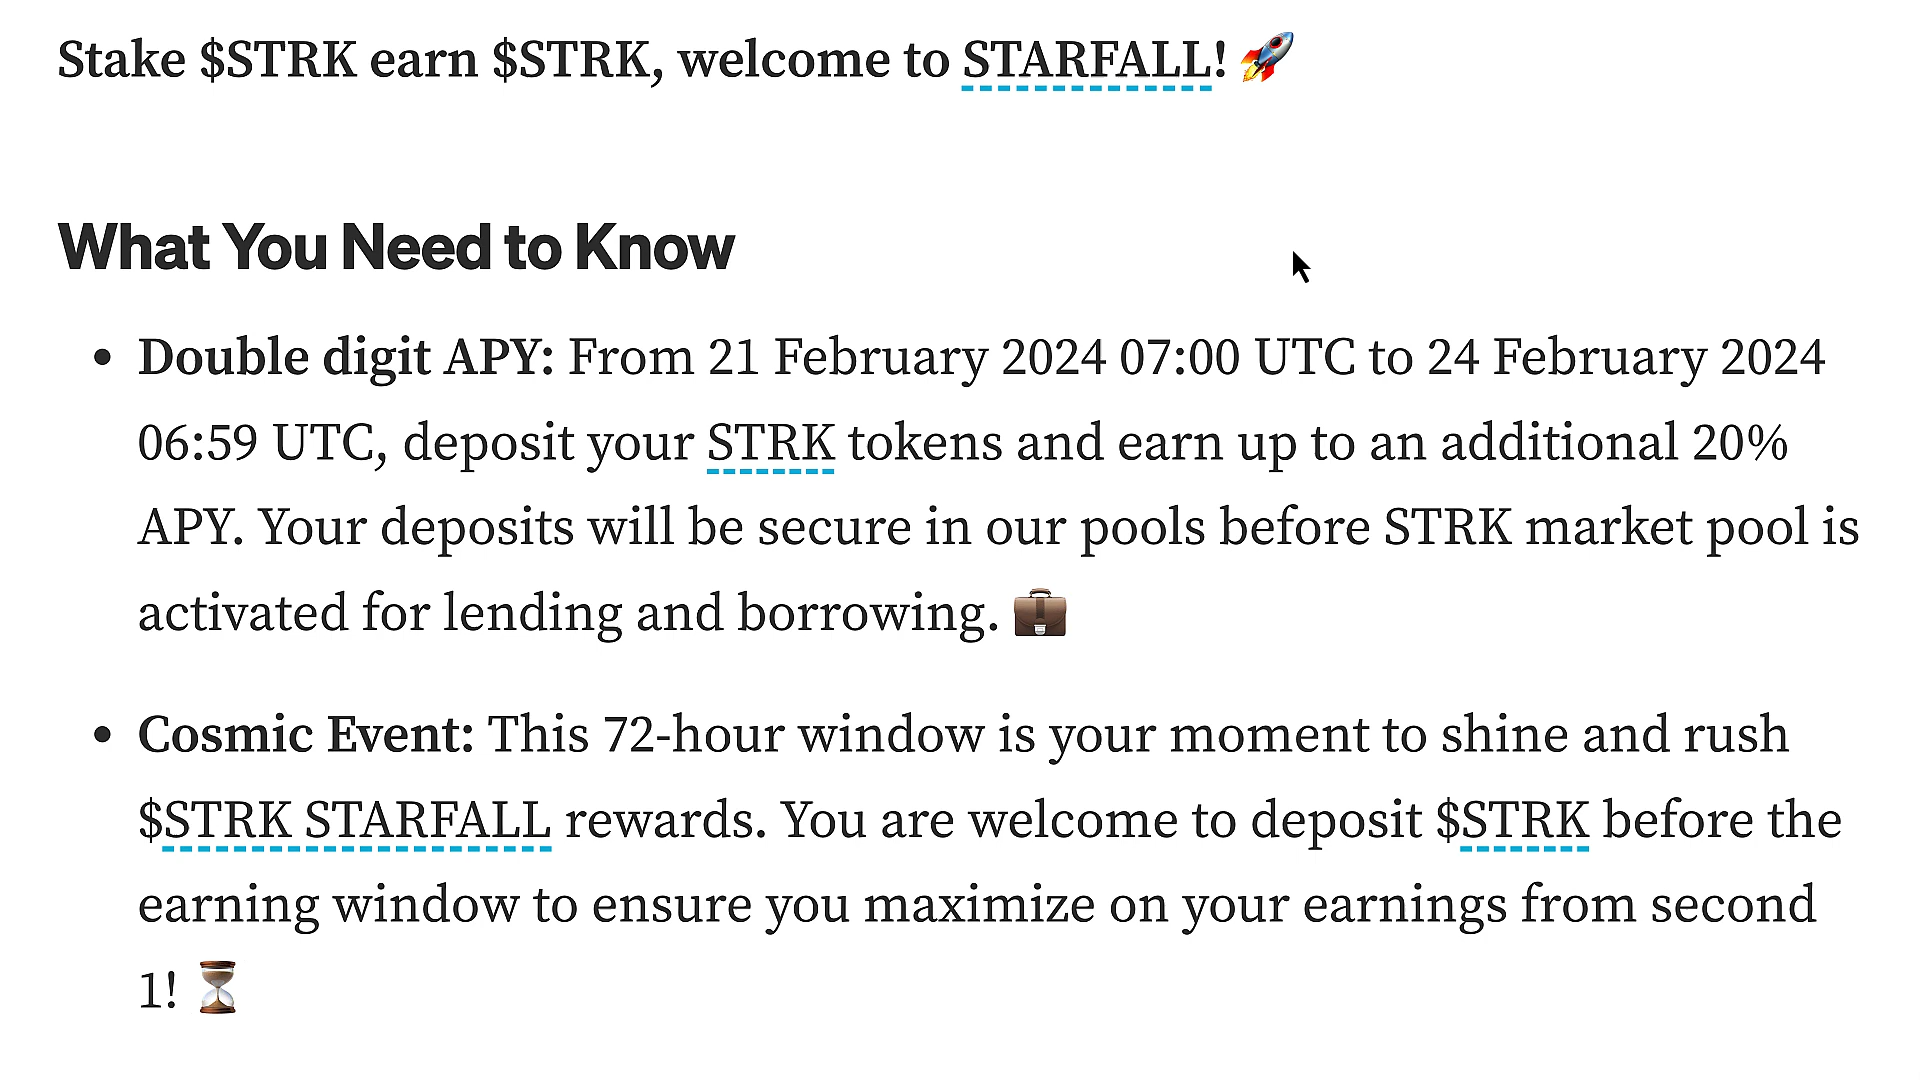 Stake $STRK earn $STRK, welcome to STARFALL! 🚀
What You Need to Know
• Double digit APY: From 21 February 2024 07:00 UTC to 24 February 2024
06:59 UTC, deposit your STRK tokens and earn up to an additional 20%
APY. Your deposits will be secure in our pools before STRK market pool is
activated for lending and borrowing. 💼
• Cosmic Event: This 72-hour window is your moment to shine and rush
$STRK STARFALL rewards. You are welcome to deposit $STRK before the
earning window to ensure you maximize on your earnings from second
1! ⏳